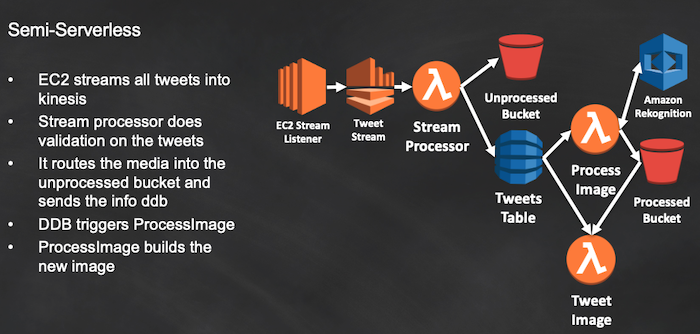 Semi-Serverless
• EC2 streams all tweets into
kinesis
• Stream processor does
validation on the tweets
• It routes the media into the
unprocessed bucket and
sends the info ddb
• DDB triggers ProcessImage
• ProcessImage builds the
new image
EC2 Stream
Listener
Tweet
Stream
λ
Stream
Processor
Unprocessed
Bucket
Tweets
Table
λ
Process
Image
Amazon
Rekognition
Processed
Bucket
λ
Tweet
Image